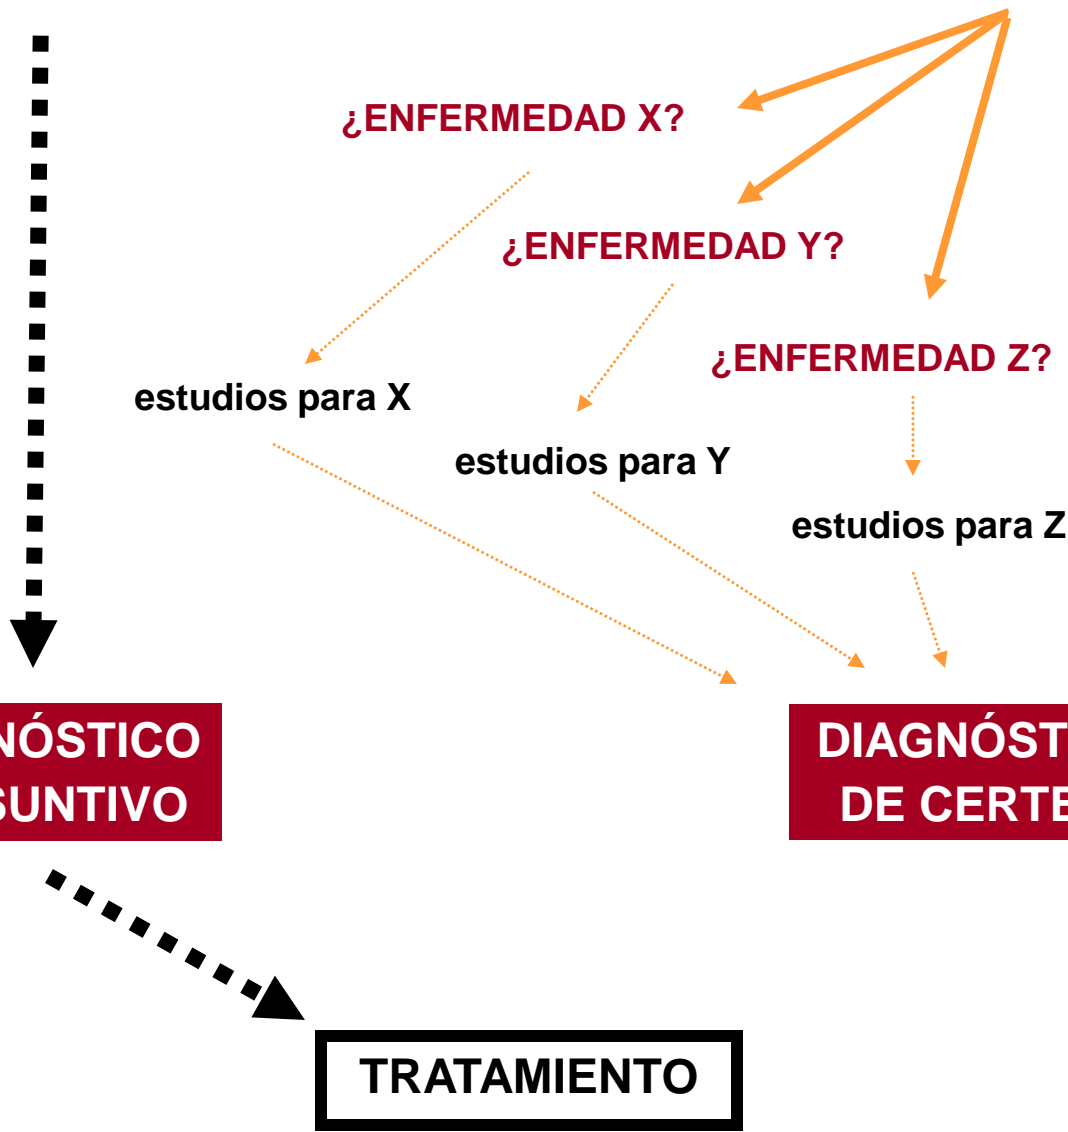 ¿ENFERMEDAD X?
¿ENFERMEDAD Y?
¿ENFERMEDAD Z?
estudios para X
estudios para Y
estudios para Z
NÓSTICO
SUNTIVO
DIAGNÓST
DE CERTE
TRATAMIENTO